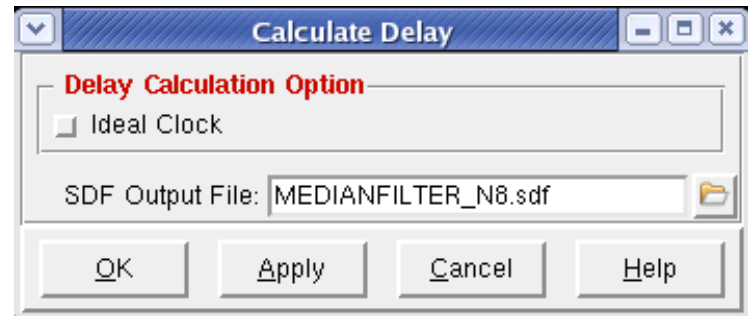 Calculate Delay
Delay Calculation Option
Ideal Clock
SDF Output File: MEDIANFILTER_N8.sdf
OK Apply Cancel Help